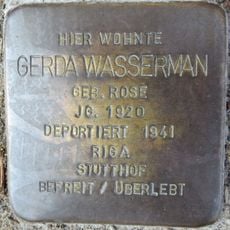 HIER WOHNTE
GERDA WASSERMAN
GEB. ROSE
JG. 1920
DEPORTIERT 1941
RIGA
STUTTHOF
BEFREIT / ÜBERLEBT